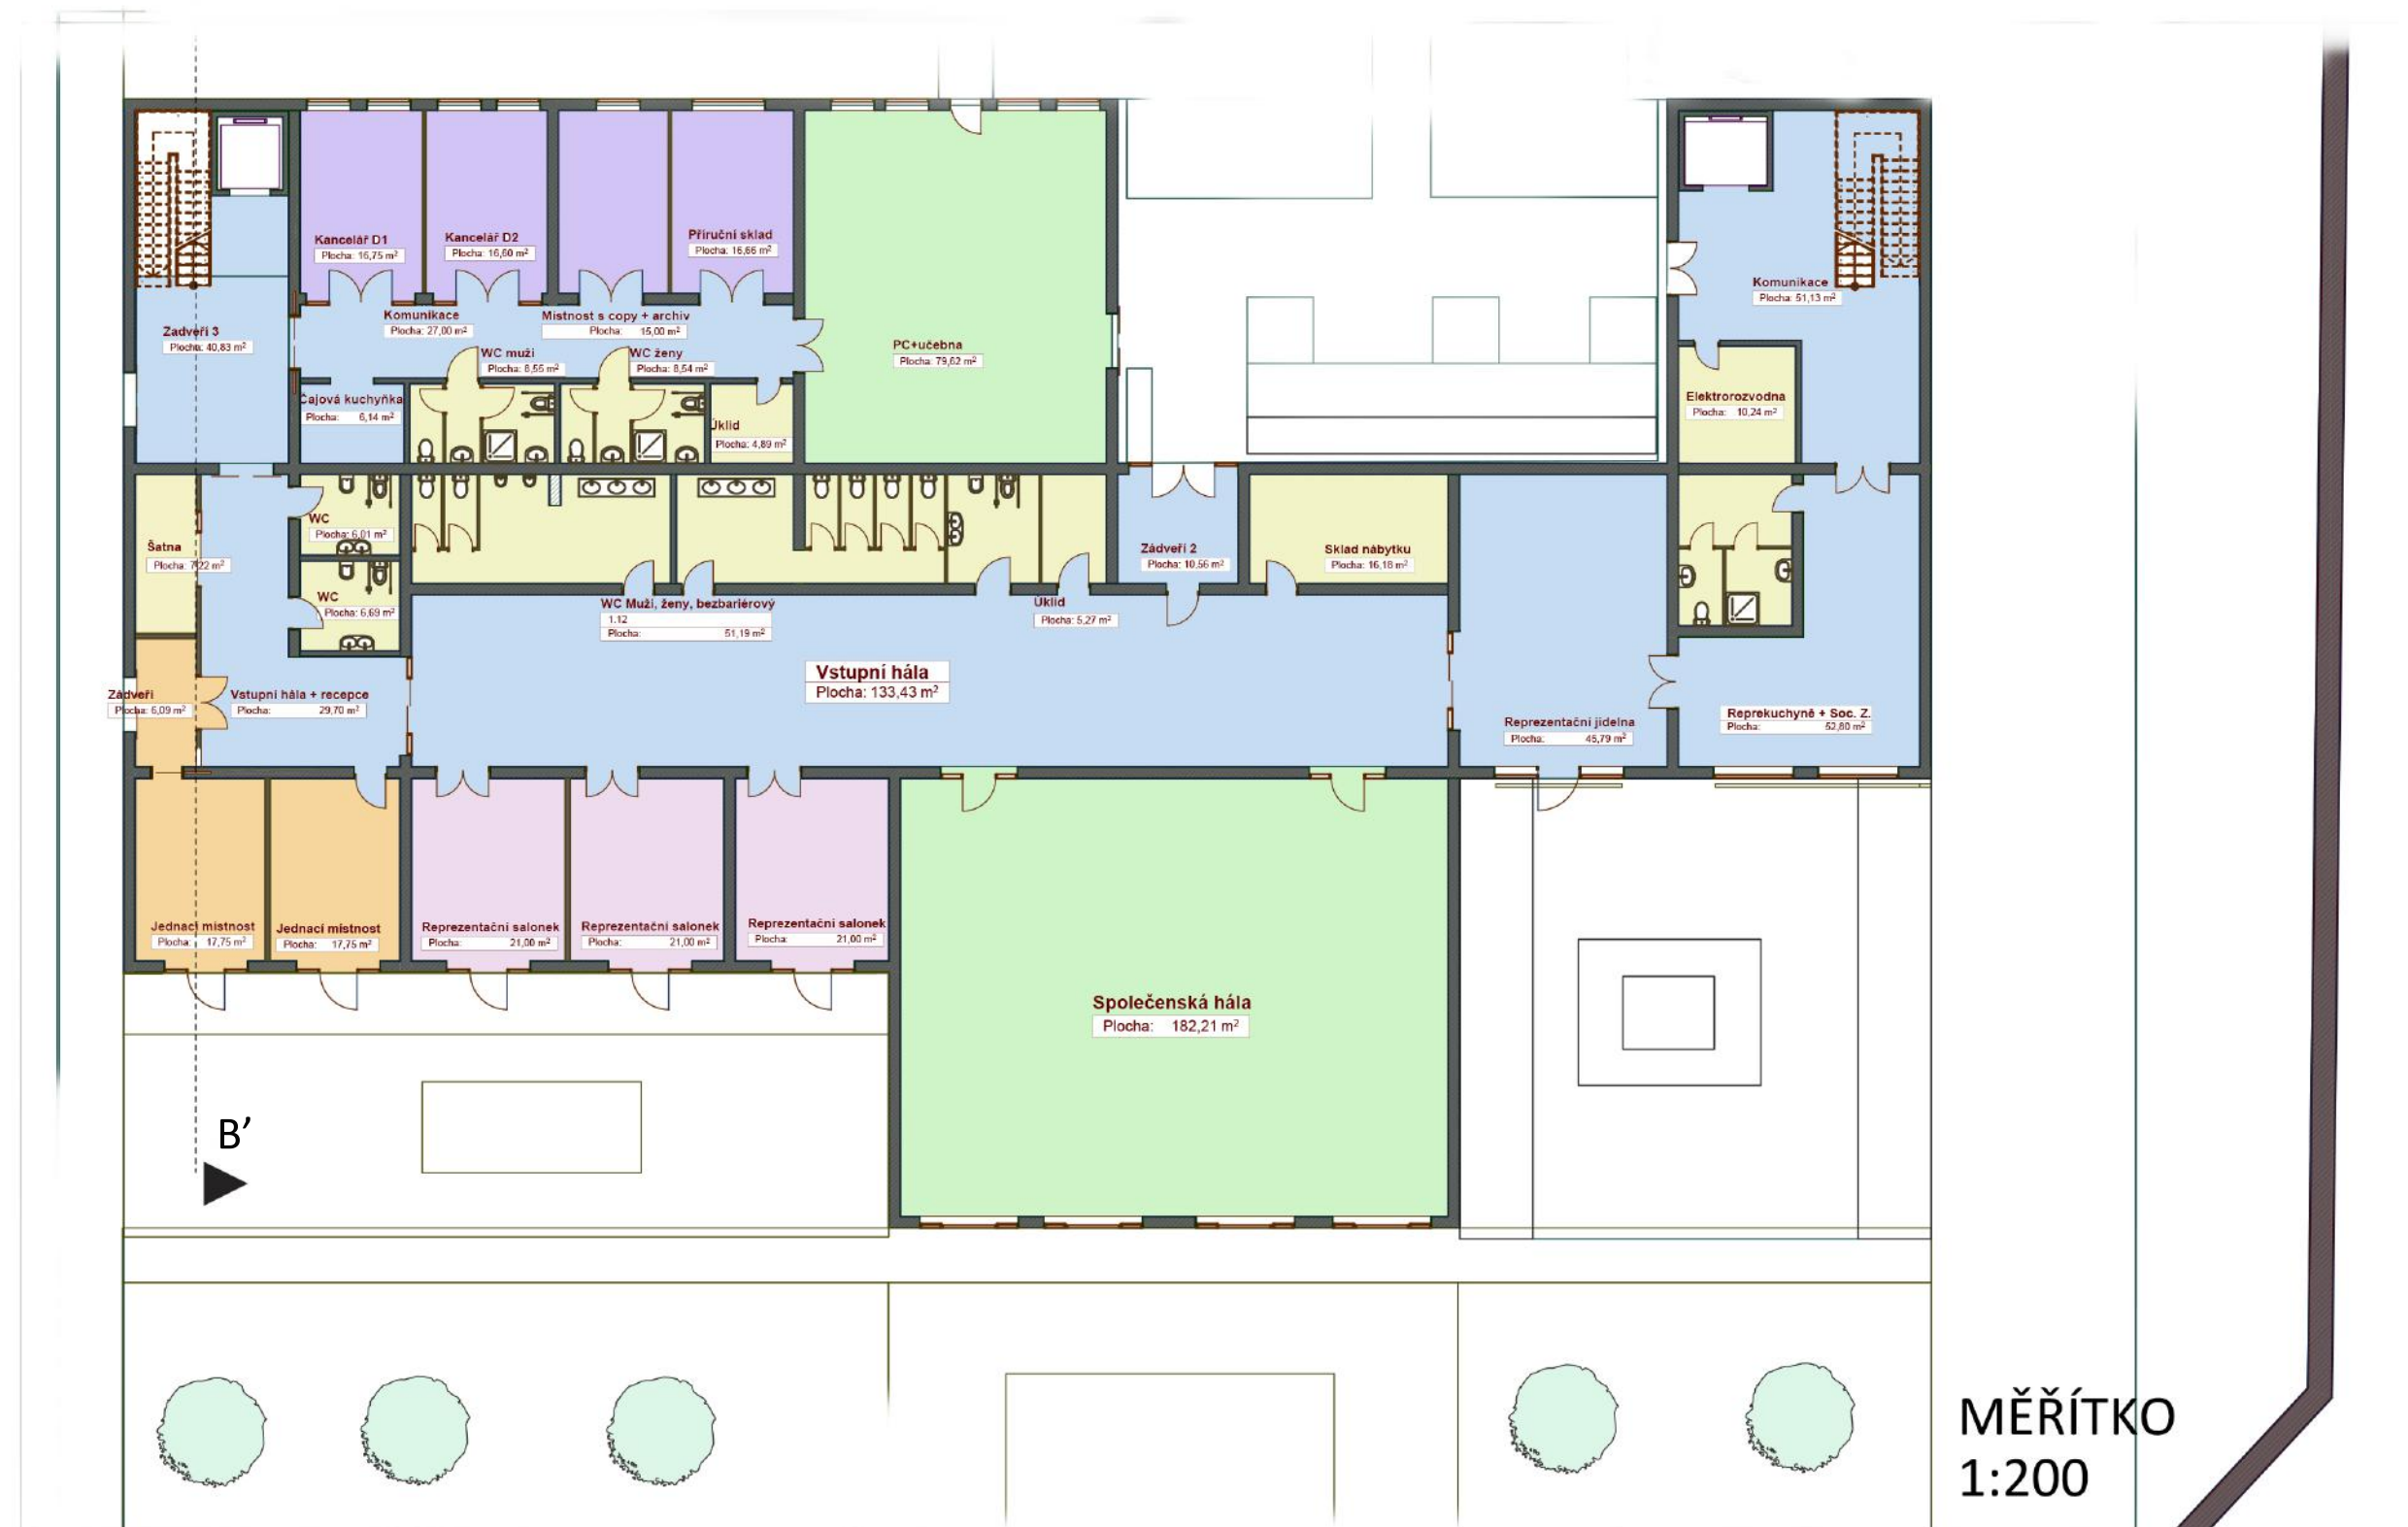 Kancelář D1
Plocha: 16,75 m²
Kancelář D2
Plocha: 16,60 m²
Příruční sklad
Plocha: 16,66 m²
Komunikace
Plocha: 51,13 m²
Zádveří 3
Plocha: 40,83 m²
Komunikace
Plocha: 27,00 m²
Místnost s copy + archiv
Plocha: 15,00 m²
WC muži
Plocha: 8,55 m²
WC ženy
Plocha: 8,54 m²
PC+učebna
Plocha: 79,62 m²
Čajová kuchyňka
Plocha: 6,14 m²
Úklid
Plocha: 4,89 m²
Elektrorozvodna
Plocha: 10,24 m²
WC
Plocha: 6,01 m²
Šatna
Plocha: 7,22 m²
Zádveří 2
Plocha: 10,56 m²
Sklad nábytku
Plocha: 16,18 m²
WC
Plocha: 6,69 m²
WC Muži, ženy, bezbariérový
1.12
Plocha: 51,19 m²
Úklid
Plocha: 5,27 m²
Vstupní hála
Plocha: 133,43 m²
Zádveří
Plocha: 6,09 m²
Vstupní hála + recepce
Plocha: 29,70 m²
Reprezentační jídelna
Plocha: 45,79 m²
Reprekuchyně + Soc. Z.
Plocha: 52,80 m²
Jednací místnost
Plocha: 17,75 m²
Jednací místnost
Plocha: 17,75 m²
Reprezentační salonek
Plocha: 21,00 m²
Reprezentační salonek
Plocha: 21,00 m²
Reprezentační salonek
Plocha: 21,00 m²
Společenská hála
Plocha: 182,21 m²
B’
MĚŘÍTKO
1:200